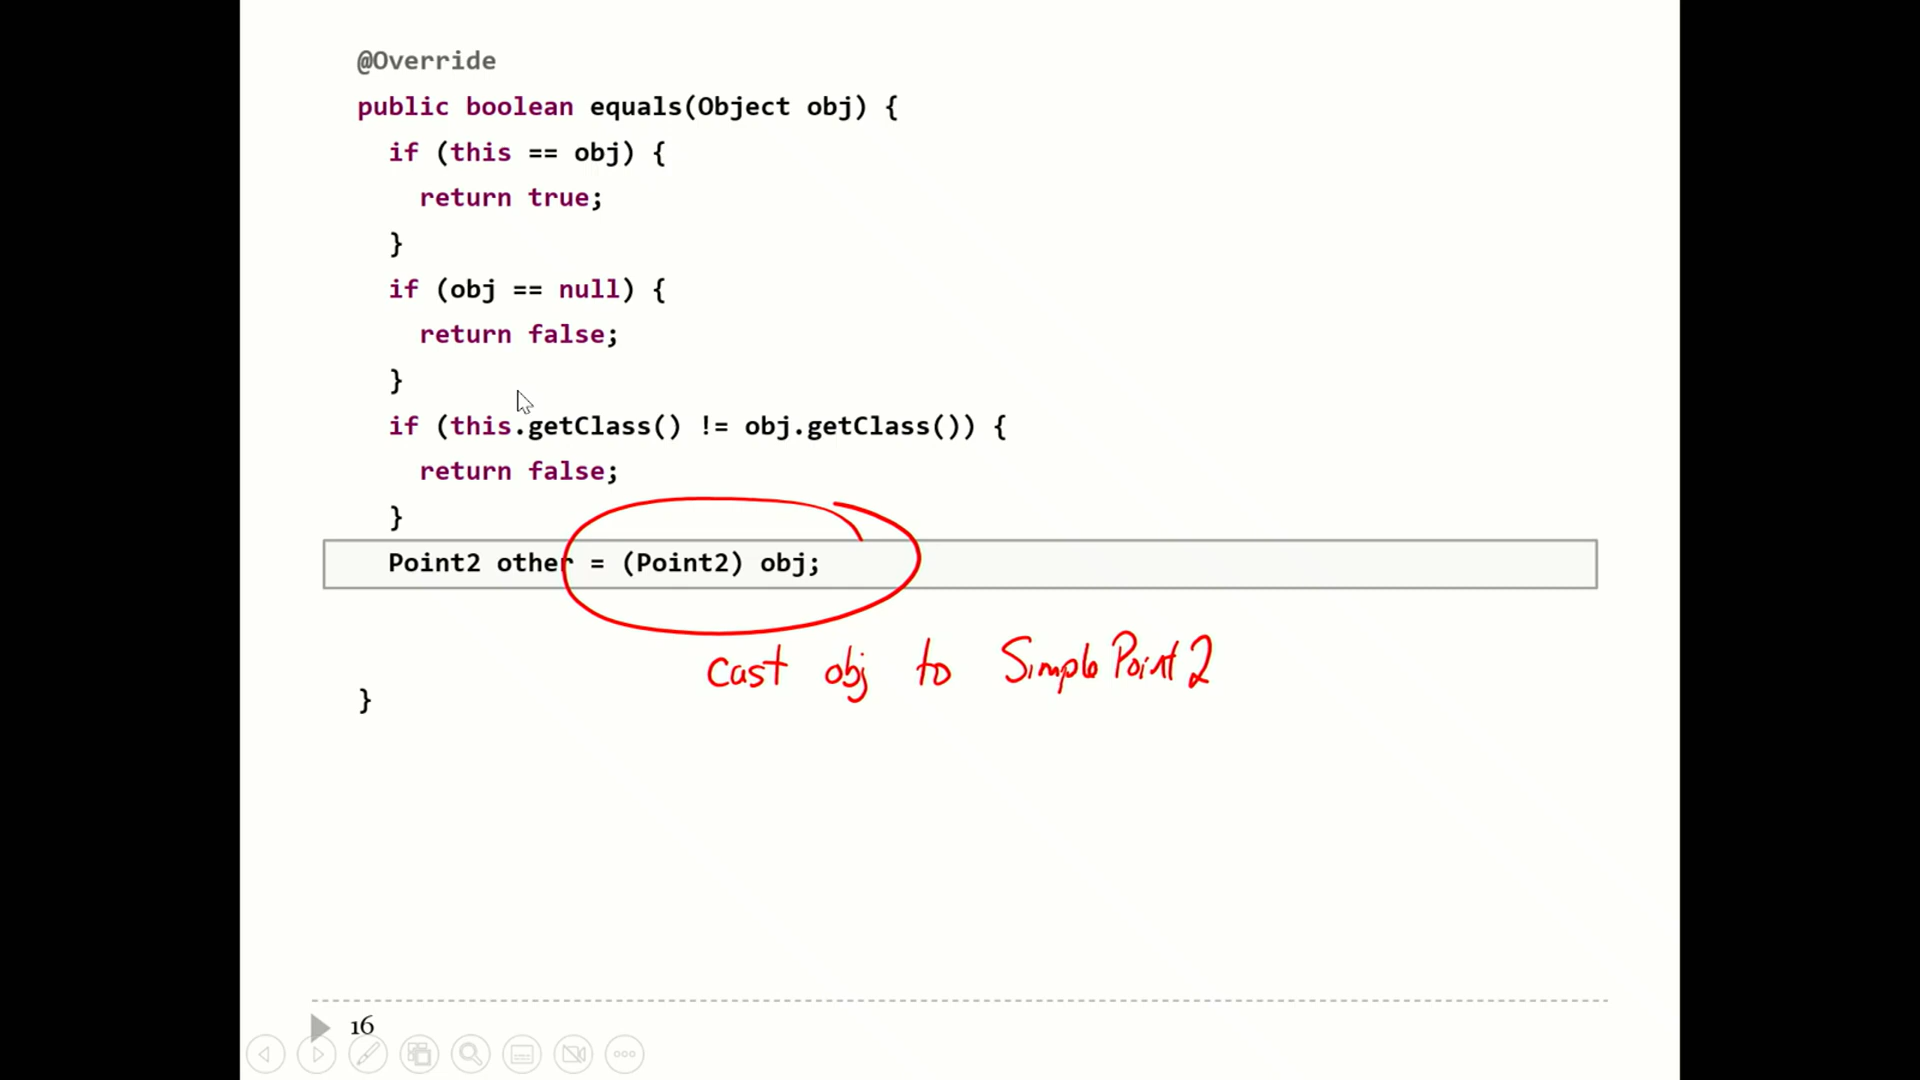 @Override
public boolean equals(Object obj) {
if (this == obj) {
return true;
}
if (obj == null) {
return false;
}
if (this.getClass() != obj.getClass()) {
return false;
}
Point2 other = (Point2) obj;
cast obj to SimplePoint2
}
16